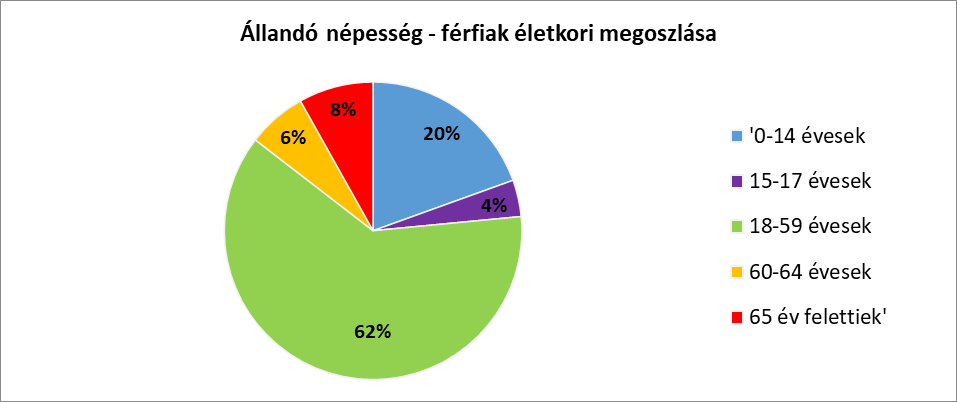 Állandó népesség - férfiak életkori megoszlása
8%
20%
6%
4%
62%
'0-14 évesek
15-17 évesek
18-59 évesek
60-64 évesek
65 év felettiek'